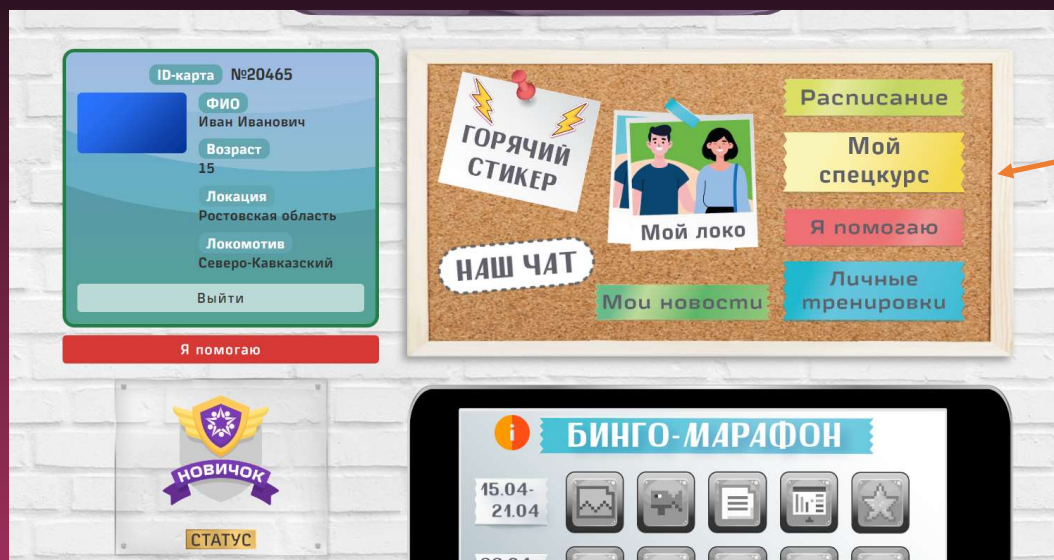 ID-карта №20465
ФИО
Иван Иванович
Возраст
15
Локация
Ростовская область
Локомотив
Северо-Кавказский
Выйти
Я помогаю
НОВИЧОК
СТАТУС
ГОРЯЧИЙ
СТИКЕР
НАШ ЧАТ
Мой локо
Мои новости
Расписание
Мой
спецкурс
Я помогаю
Личные
тренировки
БИНГО-МАРАФОН
15.04-
21.04